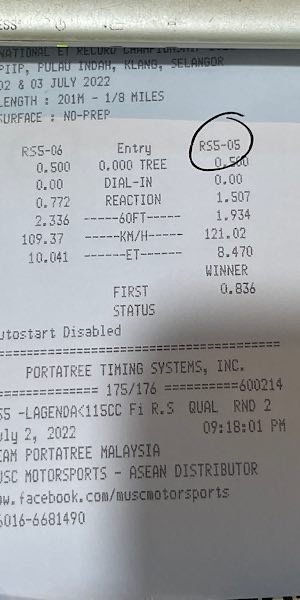 ESS
NATIONAL ET RECORD CHAMPIONSHIP
PIIP, PULAU INDAH, KLANG, SELANGOR
02 & 03 JULY 2022
LENGTH : 201M - 1/8 MILES
SURFACE : NO-PREP
RS5-06 Entry RS5-05
0.500 0.000 TREE 0.500
0.00 DIAL-IN 0.00
0.772 REACTION 1.507
2.336 -----60FT----- 1.934
109.37 -----KM/H----- 121.02
10.041 ------ET------ 8.470
WINNER
FIRST 0.836
STATUS
utostart Disabled
========================================
PORTATREE TIMING SYSTEMS, INC.
============= 175/176 ==========600214
S5 -LAGENDA<115CC Fi R.S QUAL RND 2
uly 2, 2022 09:18:01 PM
EAM PORTATREE MALAYSIA
USC MOTORSPORTS - ASEAN DISTRIBUTOR
ww.facebook.com/muscmotorsports
6016-6681490